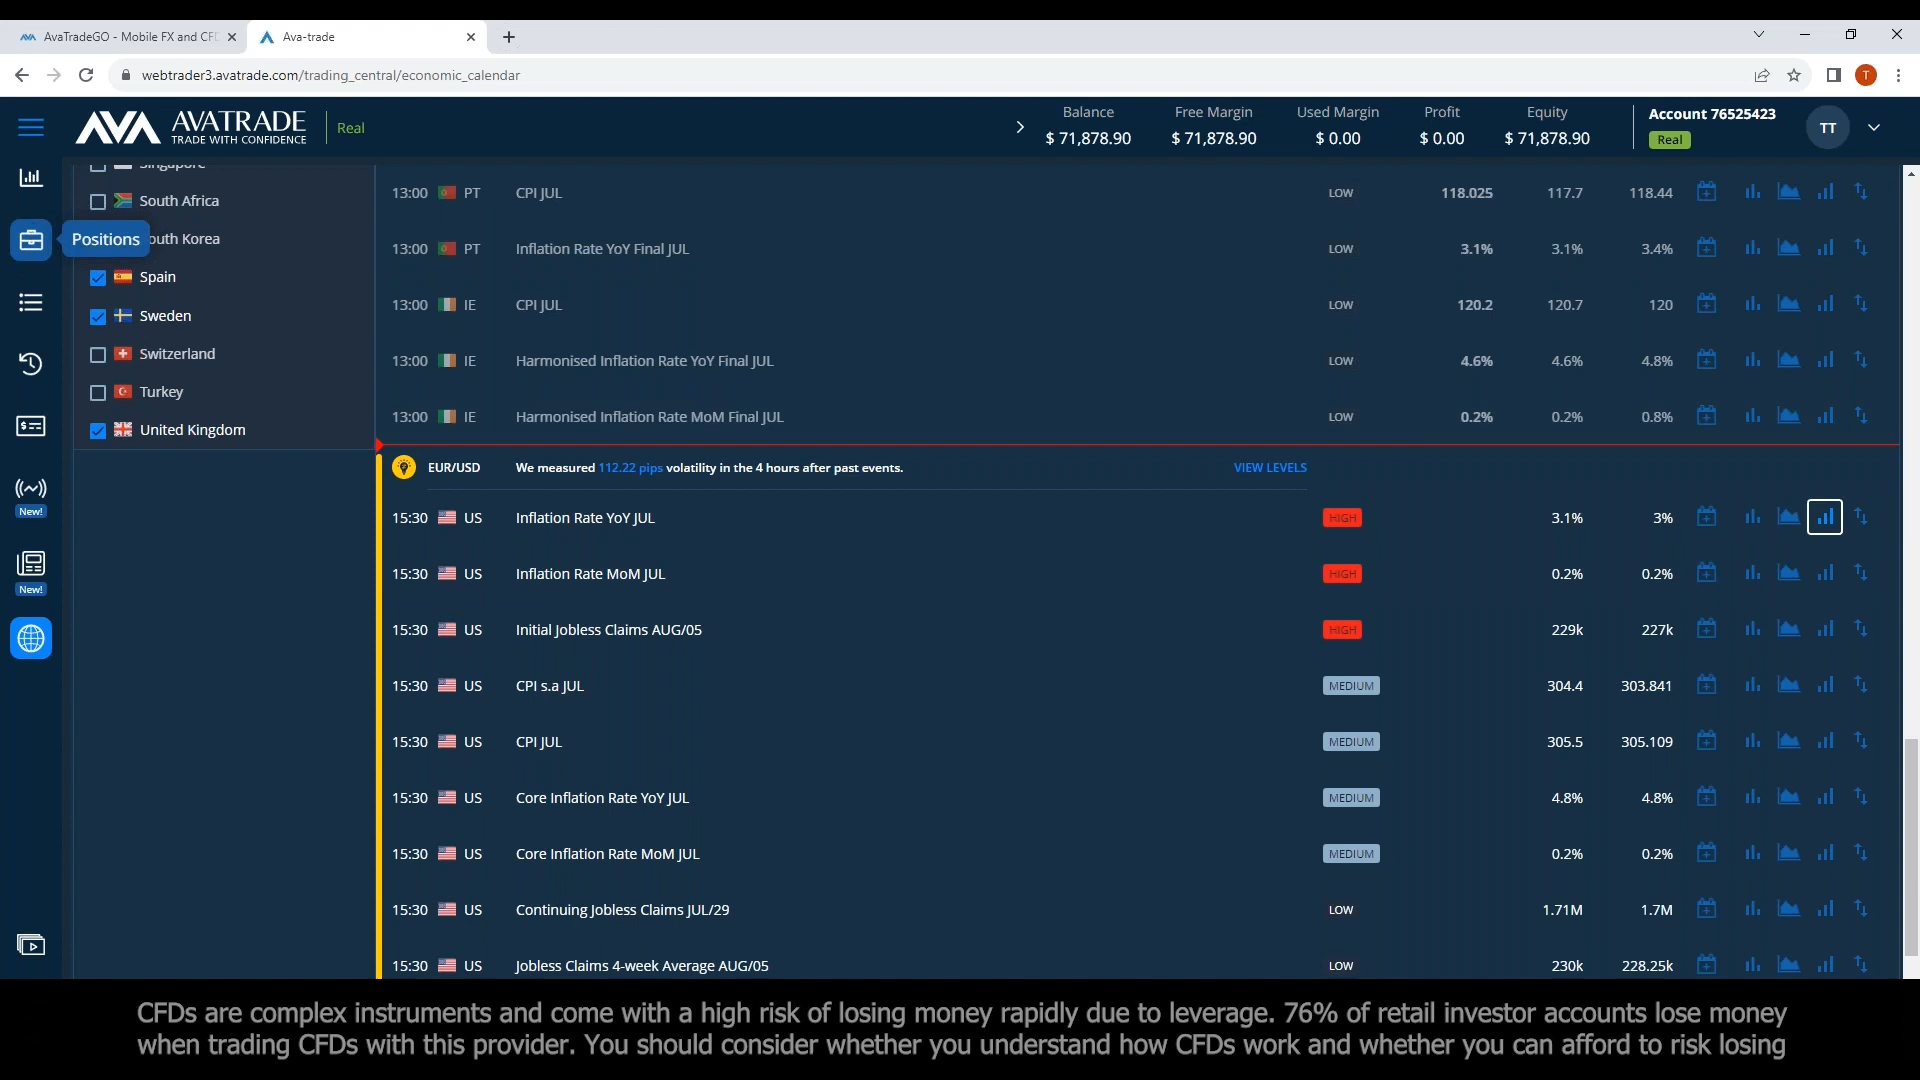 AvaTradeGO - Mobile FX and CFD
Ava-trade
webtrader3.avatrade.com/trading_central/economic_calendar
T
AVA AVATRADE
TRADE WITH CONFIDENCE
Real
Balance
$ 71,878.90
Free Margin
$ 71,878.90
Used Margin
$ 0.00
Profit
$ 0.00
Equity
$ 71,878.90
Account 76525423
Real
TT
Positions
New!
New!
Singapore
South Africa
outh Korea
Spain
Sweden
Switzerland
Turkey
United Kingdom
13:00 PT CPI JUL LOW 118.025 117.7 118.44
13:00 PT Inflation Rate YoY Final JUL LOW 3.1% 3.1% 3.4%
13:00 IE CPI JUL LOW 120.2 120.7 120
13:00 IE Harmonised Inflation Rate YoY Final JUL LOW 4.6% 4.6% 4.8%
13:00 IE Harmonised Inflation Rate MoM Final JUL LOW 0.2% 0.2% 0.8%
EUR/USD We measured 112.22 pips volatility in the 4 hours after past events. VIEW LEVELS
15:30 US Inflation Rate YoY JUL HIGH 3.1% 3%
15:30 US Inflation Rate MoM JUL HIGH 0.2% 0.2%
15:30 US Initial Jobless Claims AUG/05 HIGH 229k 227k
15:30 US CPI s.a JUL MEDIUM 304.4 303.841
15:30 US CPI JUL MEDIUM 305.5 305.109
15:30 US Core Inflation Rate YoY JUL MEDIUM 4.8% 4.8%
15:30 US Core Inflation Rate MoM JUL MEDIUM 0.2% 0.2%
15:30 US Continuing Jobless Claims JUL/29 LOW 1.71M 1.7M
15:30 US Jobless Claims 4-week Average AUG/05 LOW 230k 228.25k
CFDs are complex instruments and come with a high risk of losing money rapidly due to leverage. 76% of retail investor accounts lose money
when trading CFDs with this provider. You should consider whether you understand how CFDs work and whether you can afford to risk losing